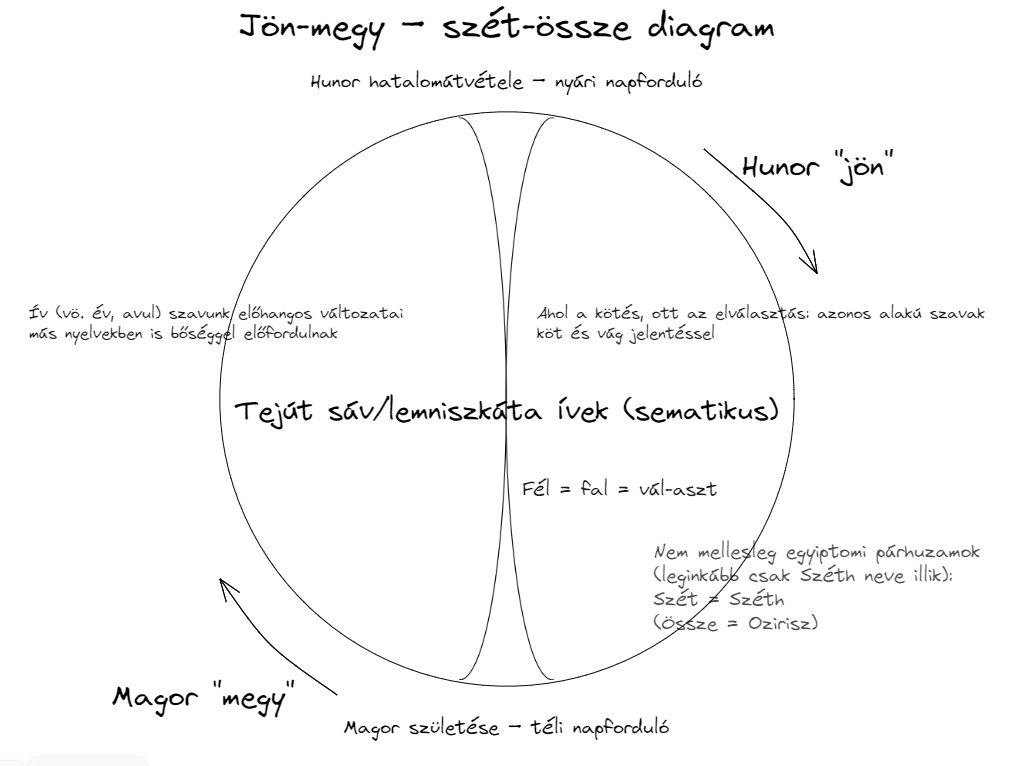 Jön-megy – szét-össze diagram
Hunor hatalomátvétele – nyári napforduló
Hunor "jön"
Ív (vö. év, avul) szavunk előhangos változatai
más nyelvekben is bőséggel előfordulnak
Ahol a kötés, ott az elválasztás: azonos alakú szavak
köt és vág jelentéssel
Tejút sáv/lemniszkáta ívek (sematikus)
Fél = fal = vál-aszt
Nem mellesleg egyiptomi párhuzamok
(leginkább csak Széth neve illik):
Szét = Széth
(Össze = Ozirisz)
Magor "megy"
Magor születése – téli napforduló